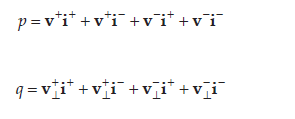 p = v⁺i⁺ + v⁺i⁻ + v⁻i⁺ + v⁻i⁻
q = v⊥⁺i⁺ + v⊥⁺i⁻ + v⊥⁻i⁺ + v⊥⁻i⁻